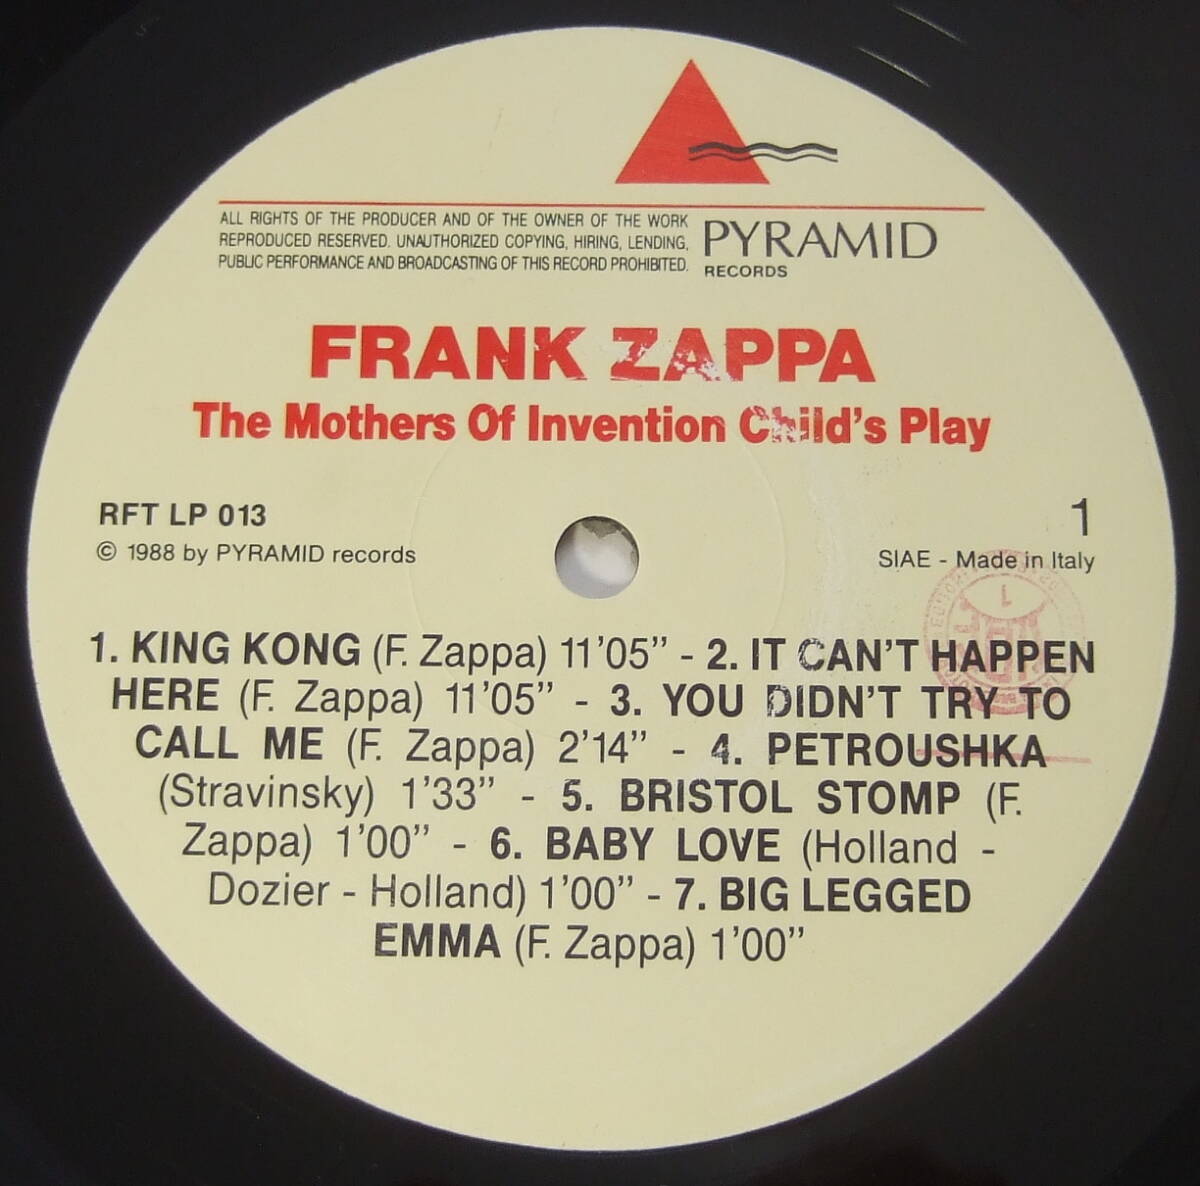 ALL RIGHTS OF THE PRODUCER AND OF THE OWNER OF THE WORK
REPRODUCED RESERVED. UNAUTHORIZED COPYING, HIRING, LENDING,
PUBLIC PERFORMANCE AND BROADCASTING OF THIS RECORD PROHIBITED.
PYRAMID
RECORDS
FRANK ZAPPA
The Mothers Of Invention Child's Play
RFT LP 013
© 1988 by PYRAMID records
1
SIAE - Made in Italy
1. KING KONG (F. Zappa) 11'05” - 2. IT CAN'T HAPPEN
HERE (F. Zappa) 11'05” - 3. YOU DIDN'T TRY TO
CALL ME (F. Zappa) 2'14” - 4. PETROUSHKA
(Stravinsky) 1'33” - 5. BRISTOL STOMP (F.
Zappa) 1'00” - 6. BABY LOVE (Holland -
Dozier - Holland) 1'00” - 7. BIG LEGGED
EMMA (F. Zappa) 1'00”